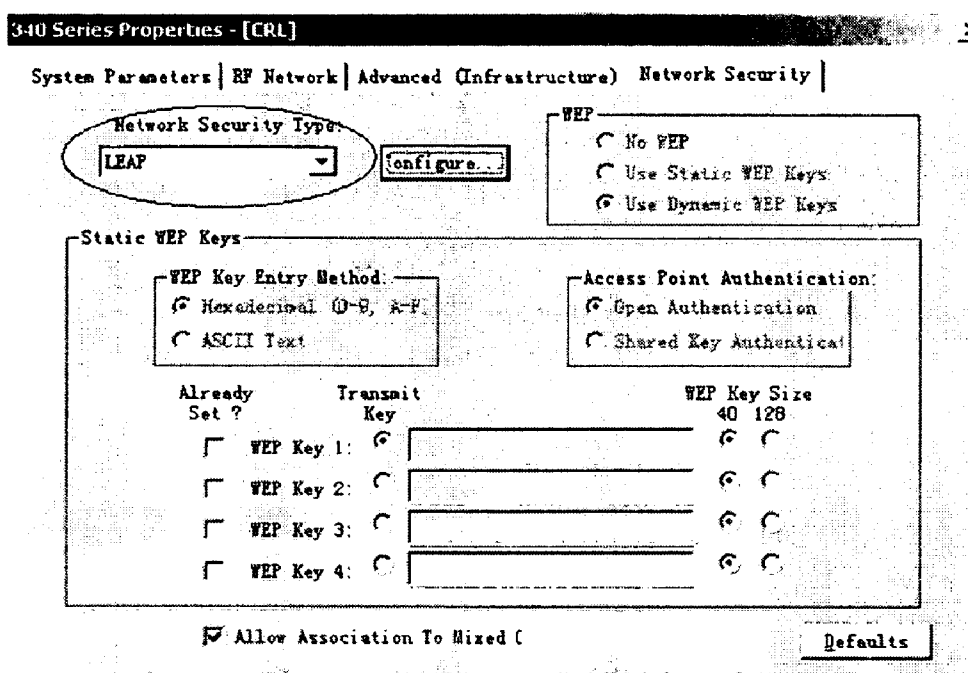 340 Series Properties - [CRL]
System Parameters RF Network Advanced (Infrastructure) Network Security
Network Security Type:
LEAP
Configure...
WEP
No WEP
Use Static WEP Keys
Use Dynamic WEP Keys
Static WEP Keys
WEP Key Entry Method:
Hexadecimal (0-9, A-F)
ASCII Text
Access Point Authentication:
Open Authentication
Shared Key Authenticat
Already Set ?
Transmit Key
WEP Key Size
40 128
WEP Key 1:
WEP Key 2:
WEP Key 3:
WEP Key 4:
Allow Association To Mixed C
Defaults